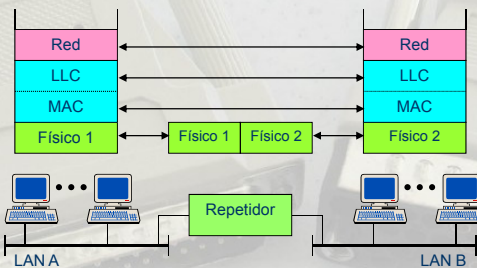 Red Red
LLC LLC
MAC MAC
Físico 1 Físico 1 Físico 2 Físico 2
Repetidor
LAN A LAN B